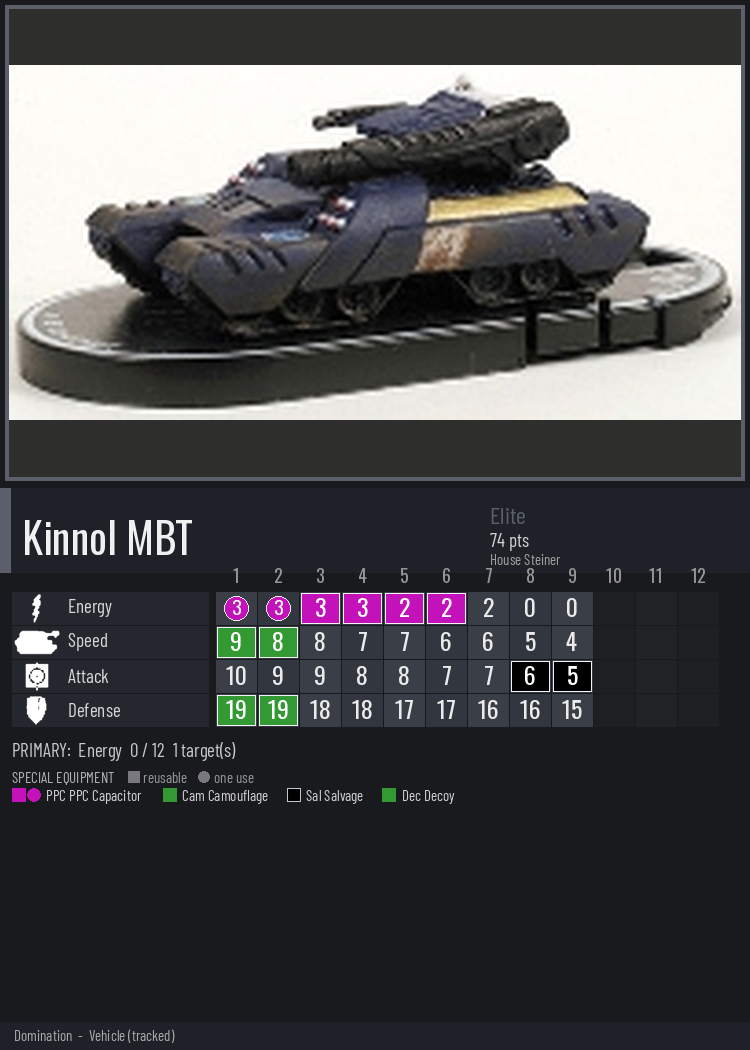 Kinnol MBT
Elite
74 pts
House Steiner
1 2 3 4 5 6 7 8 9 10 11 12
Energy 3 3 3 3 2 2 2 0 0
Speed 9 8 8 7 7 6 6 5 4
Attack 10 9 9 8 8 7 7 6 5
Defense 19 19 18 18 17 17 16 16 15
PRIMARY: Energy 0 / 12 1 target(s)
SPECIAL EQUIPMENT reusable one use
PPC PPC Capacitor Cam Camouflage Sal Salvage Dec Decoy
Domination - Vehicle (tracked)